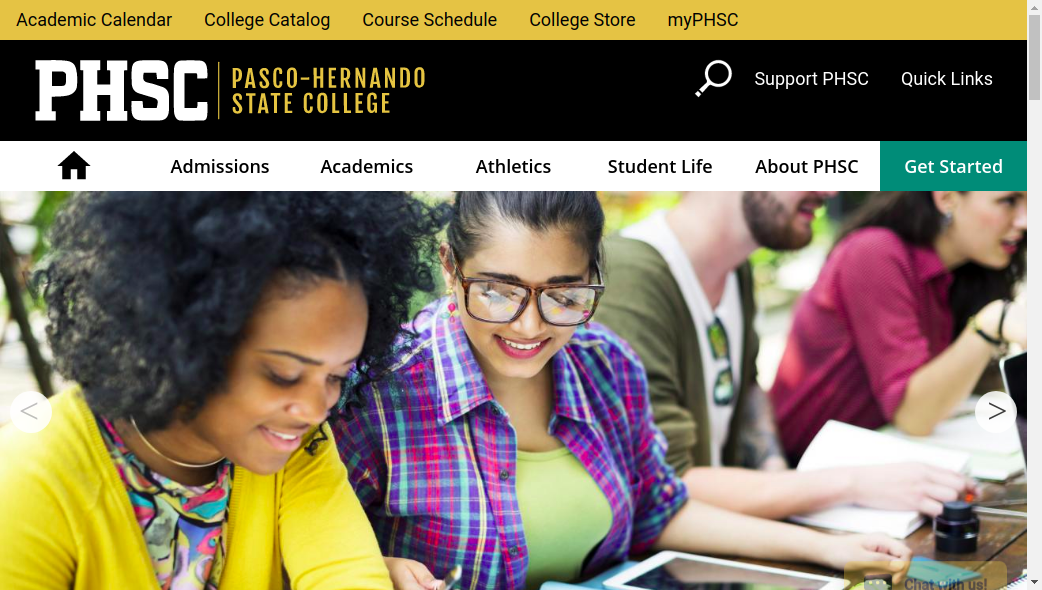 Academic Calendar College Catalog Course Schedule College Store myPHSC
PHSC PASCO-HERNANDO
STATE COLLEGE
Support PHSC Quick Links
Admissions Academics Athletics Student Life About PHSC Get Started
< >
Chat with us!